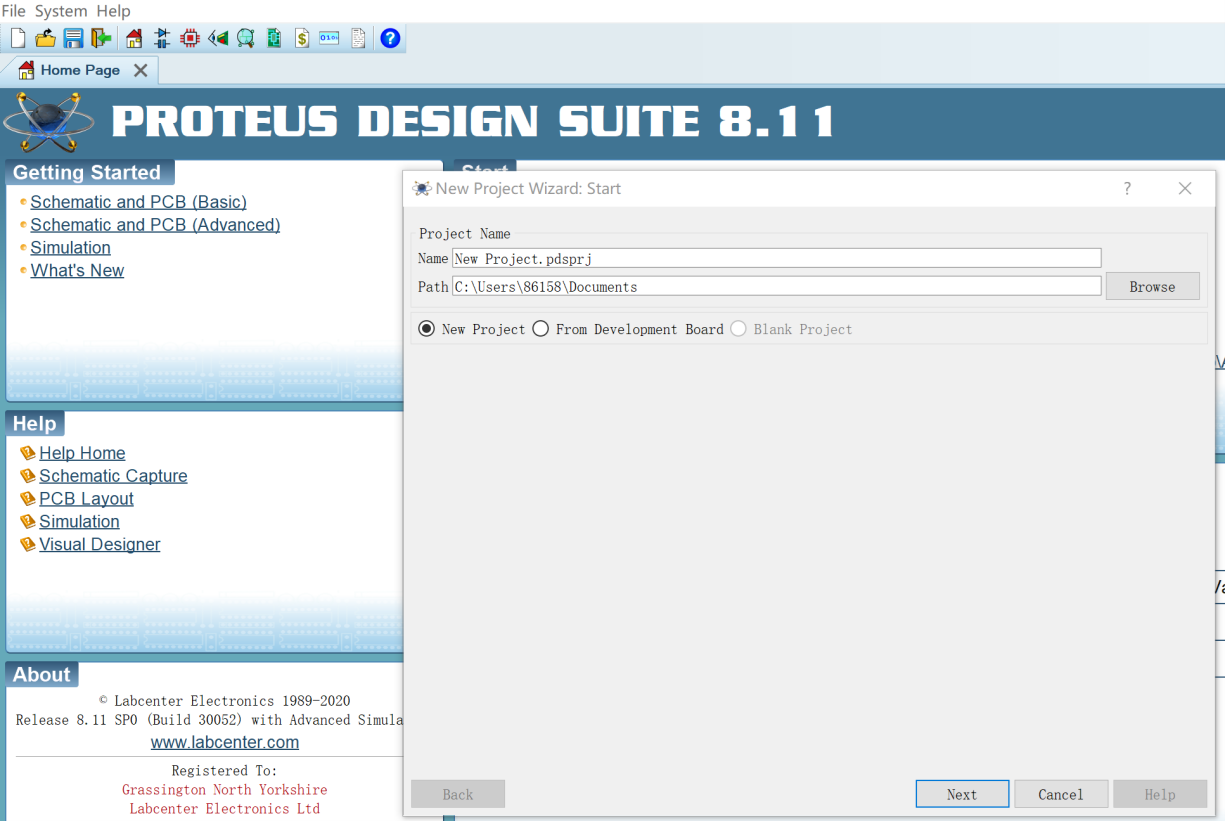 File System Help
Home Page
PROTEUS DESIGN SUITE 8.11
Getting Started
Schematic and PCB (Basic)
Schematic and PCB (Advanced)
Simulation
What's New
Help
Help Home
Schematic Capture
PCB Layout
Simulation
Visual Designer
About
© Labcenter Electronics 1989-2020
Release 8.11 SP0 (Build 30052) with Advanced Simula
www.labcenter.com
Registered To:
Grassington North Yorkshire
Labcenter Electronics Ltd
Start
New Project Wizard: Start
Project Name
Name New Project.pdsprj
Path C:\Users\86158\Documents Browse
New Project From Development Board Blank Project
Back Next Cancel Help